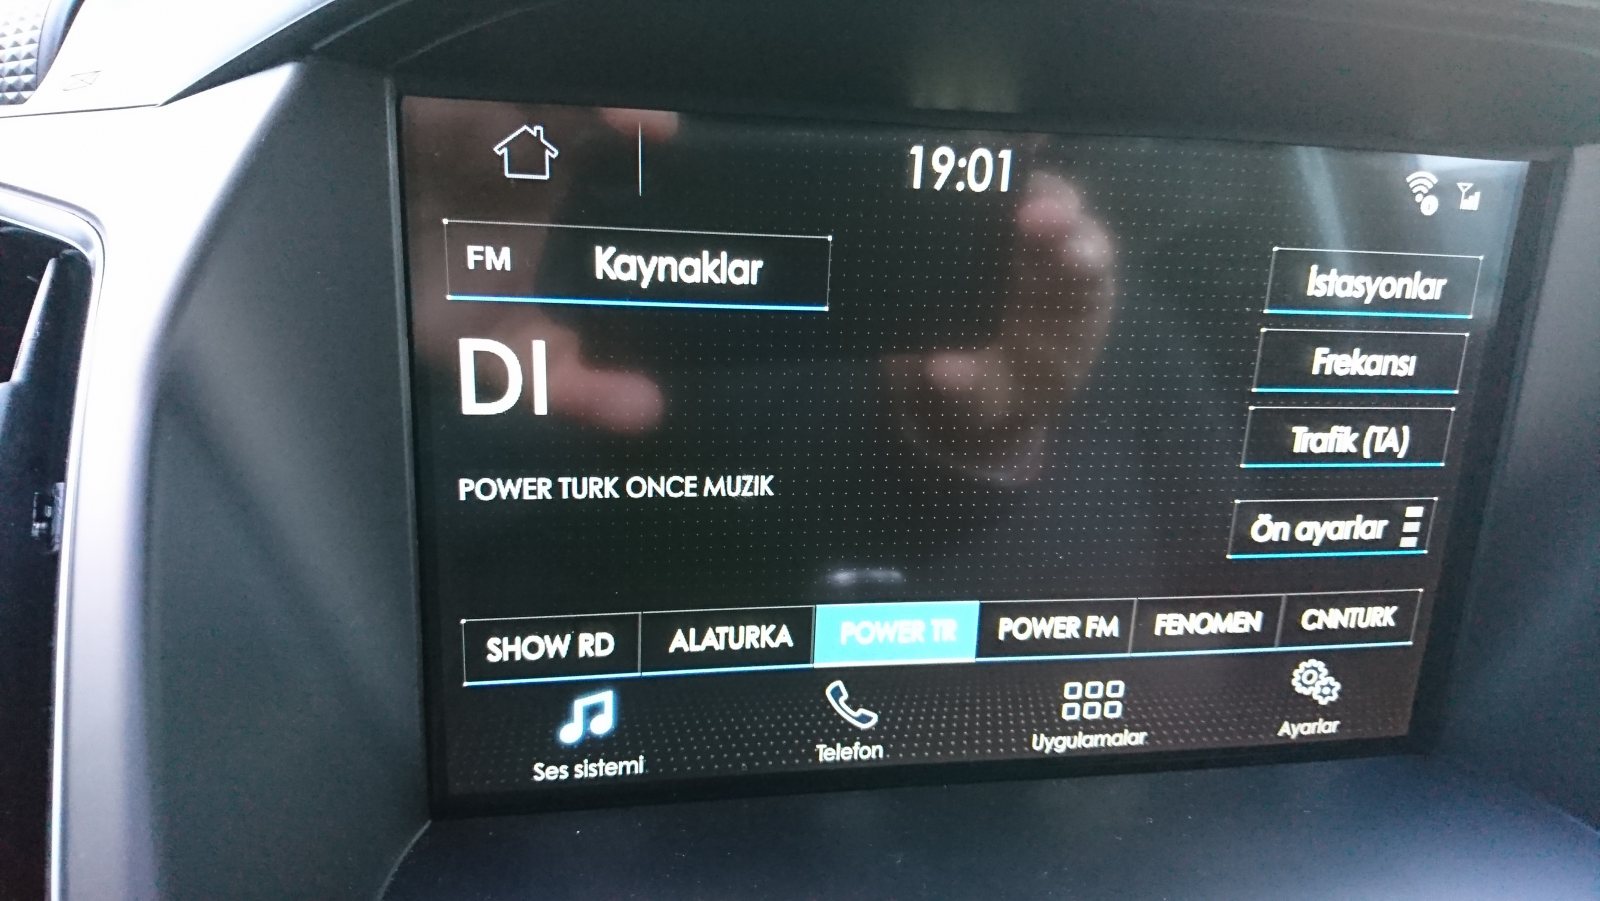 19:01
FM Kaynaklar
İstasyonlar
DI
Frekansı
Trafik (TA)
POWER TURK ONCE MUZIK
Ön ayarlar
SHOW RD ALATURKA POWER TR POWER FM FENOMEN CNNTURK
Ses sistemi Telefon Uygulamalar Ayarlar